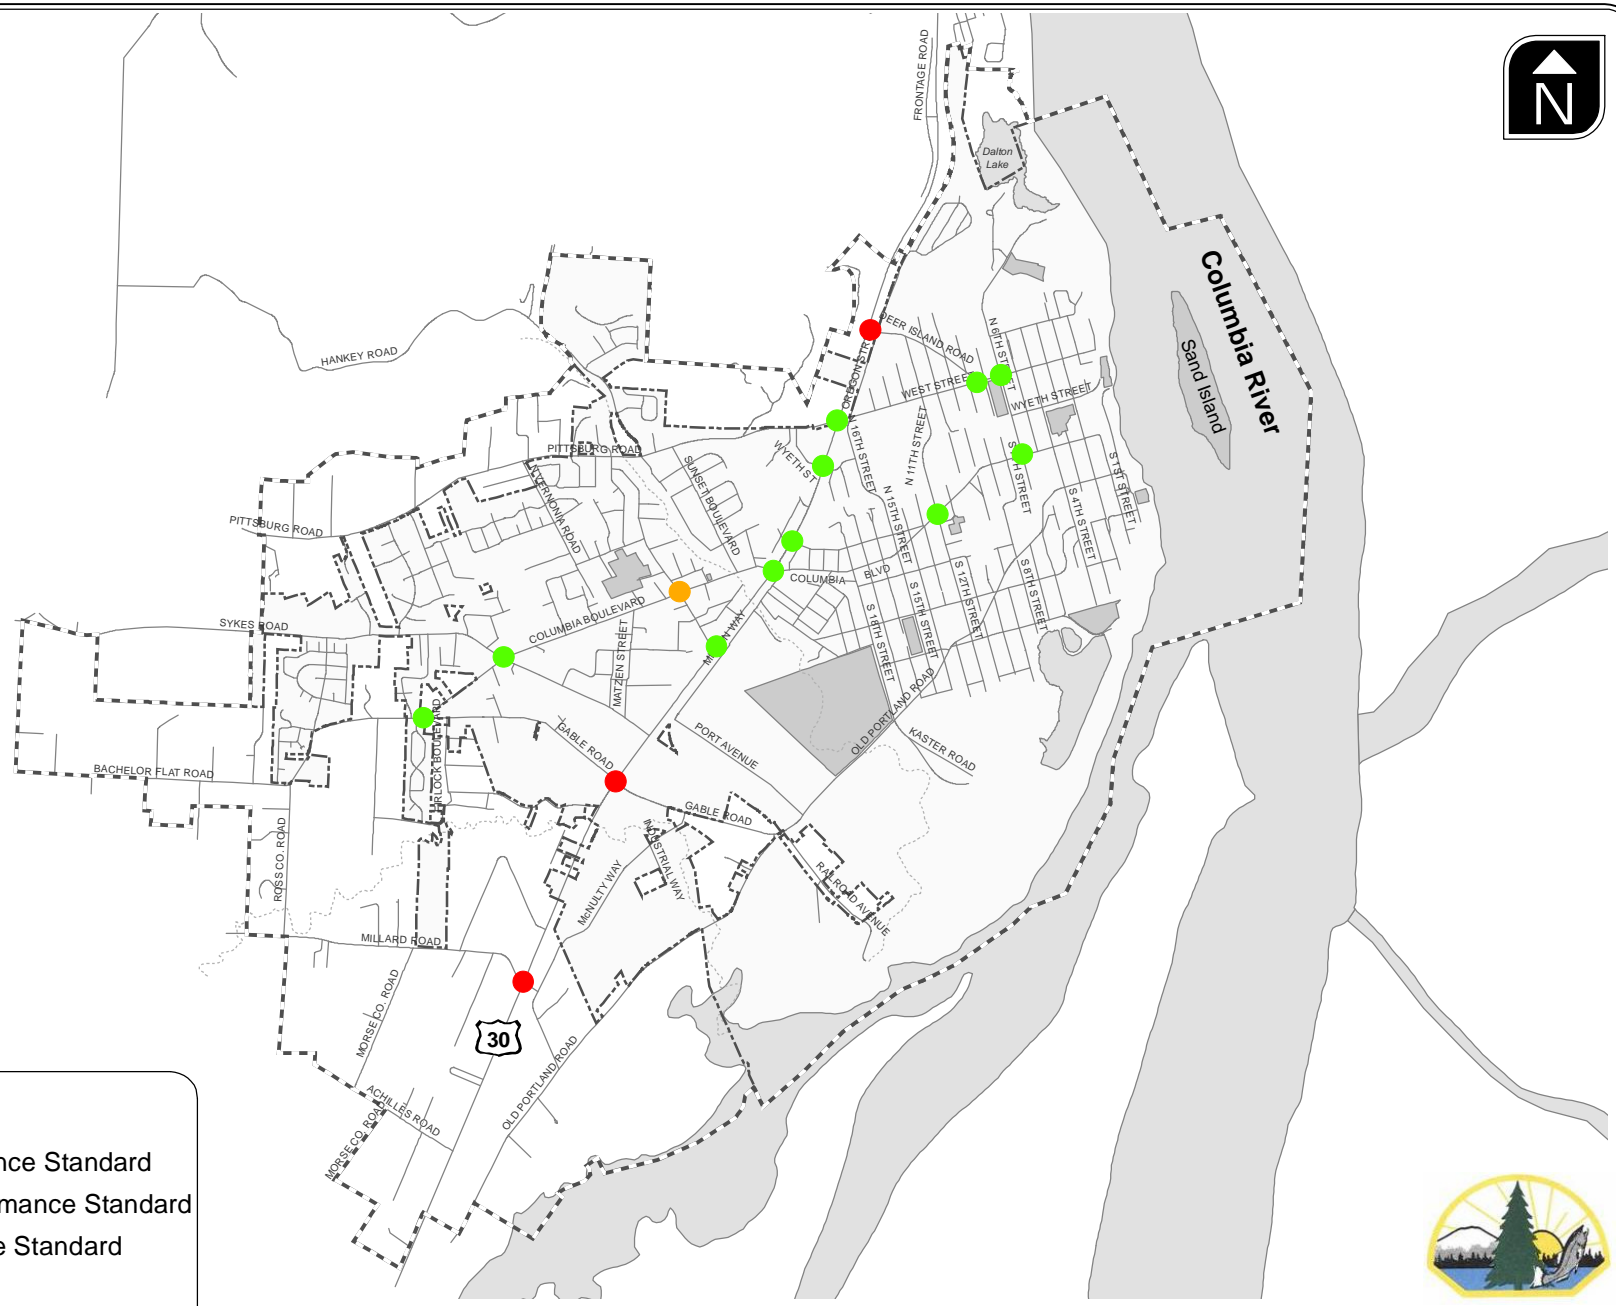 N
FRONTAGE ROAD
Dalton
Lake
Columbia River
Sand Island
HANKEY ROAD
DEER ISLAND ROAD
N 6TH STREET
OREGON STR
WEST STREET
WYETH STREET
N 16TH STREET
N 11TH STREET
WYETH ST
PITTSBURG ROAD
SUNSET BOULEVARD
N VERNONIA ROAD
N 15TH STREET
S 1ST STREET
S 4TH STREET
PITTSBURG ROAD
COLUMBIA
BLVD
S 12TH STREET
S 8TH STREET
S 15TH STREET
S 18TH STREET
SYKES ROAD
COLUMBIA BOULEVARD
MATZEN STREET
OLD PORTLAND ROAD
KASTER ROAD
PORT AVENUE
GABLE ROAD
BACHELOR FLAT ROAD
GABLE ROAD
INDUSTRIAL WAY
ROSS CO. ROAD
McNULTY WAY
RAILROAD AVENUE
MILLARD ROAD
MORSE CO. ROAD
30
OLD PORTLAND ROAD
ACHILLES ROAD
MORSE CO. ROAD
nce Standard
mance Standard
e Standard